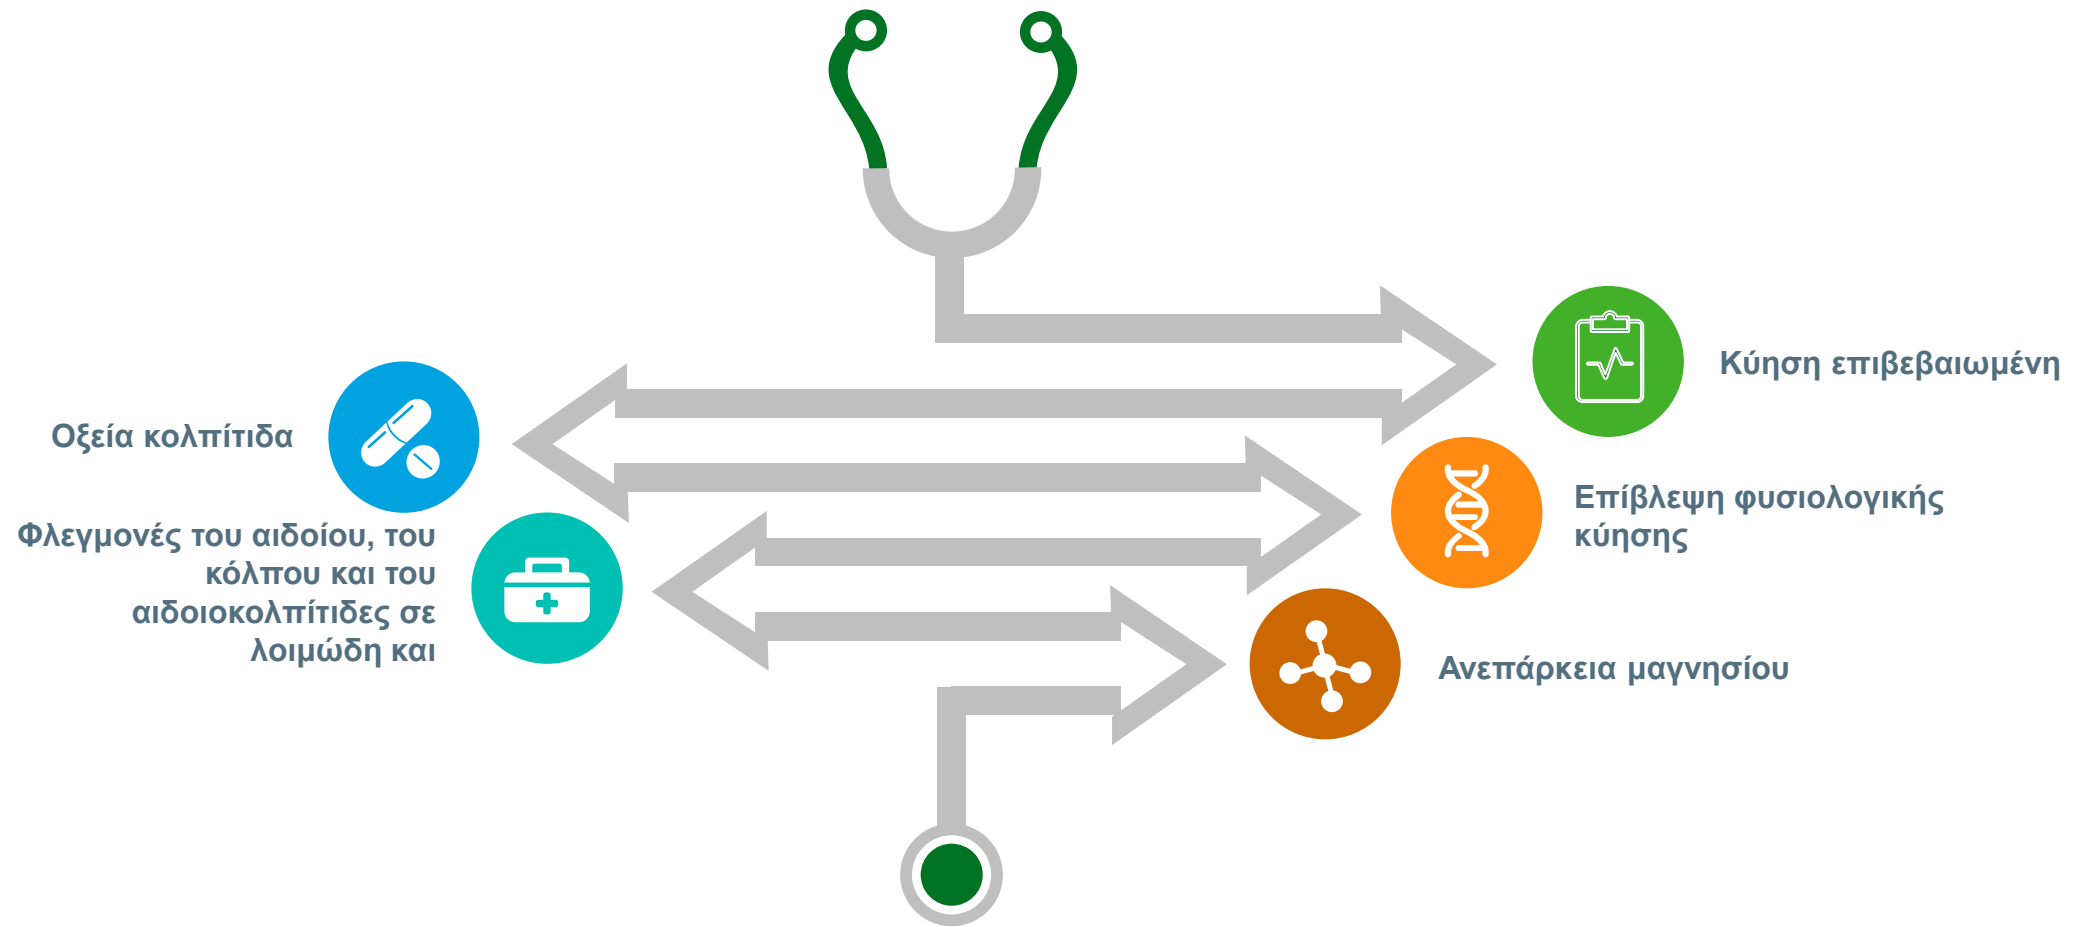 Κύηση επιβεβαιωμένη
Οξεία κολπίτιδα
Επίβλεψη φυσιολογικής
κύησης
Φλεγμονές του αιδοίου, του
κόλπου και του
αιδοιοκολπίτιδες σε
λοιμώδη και
Ανεπάρκεια μαγνησίου